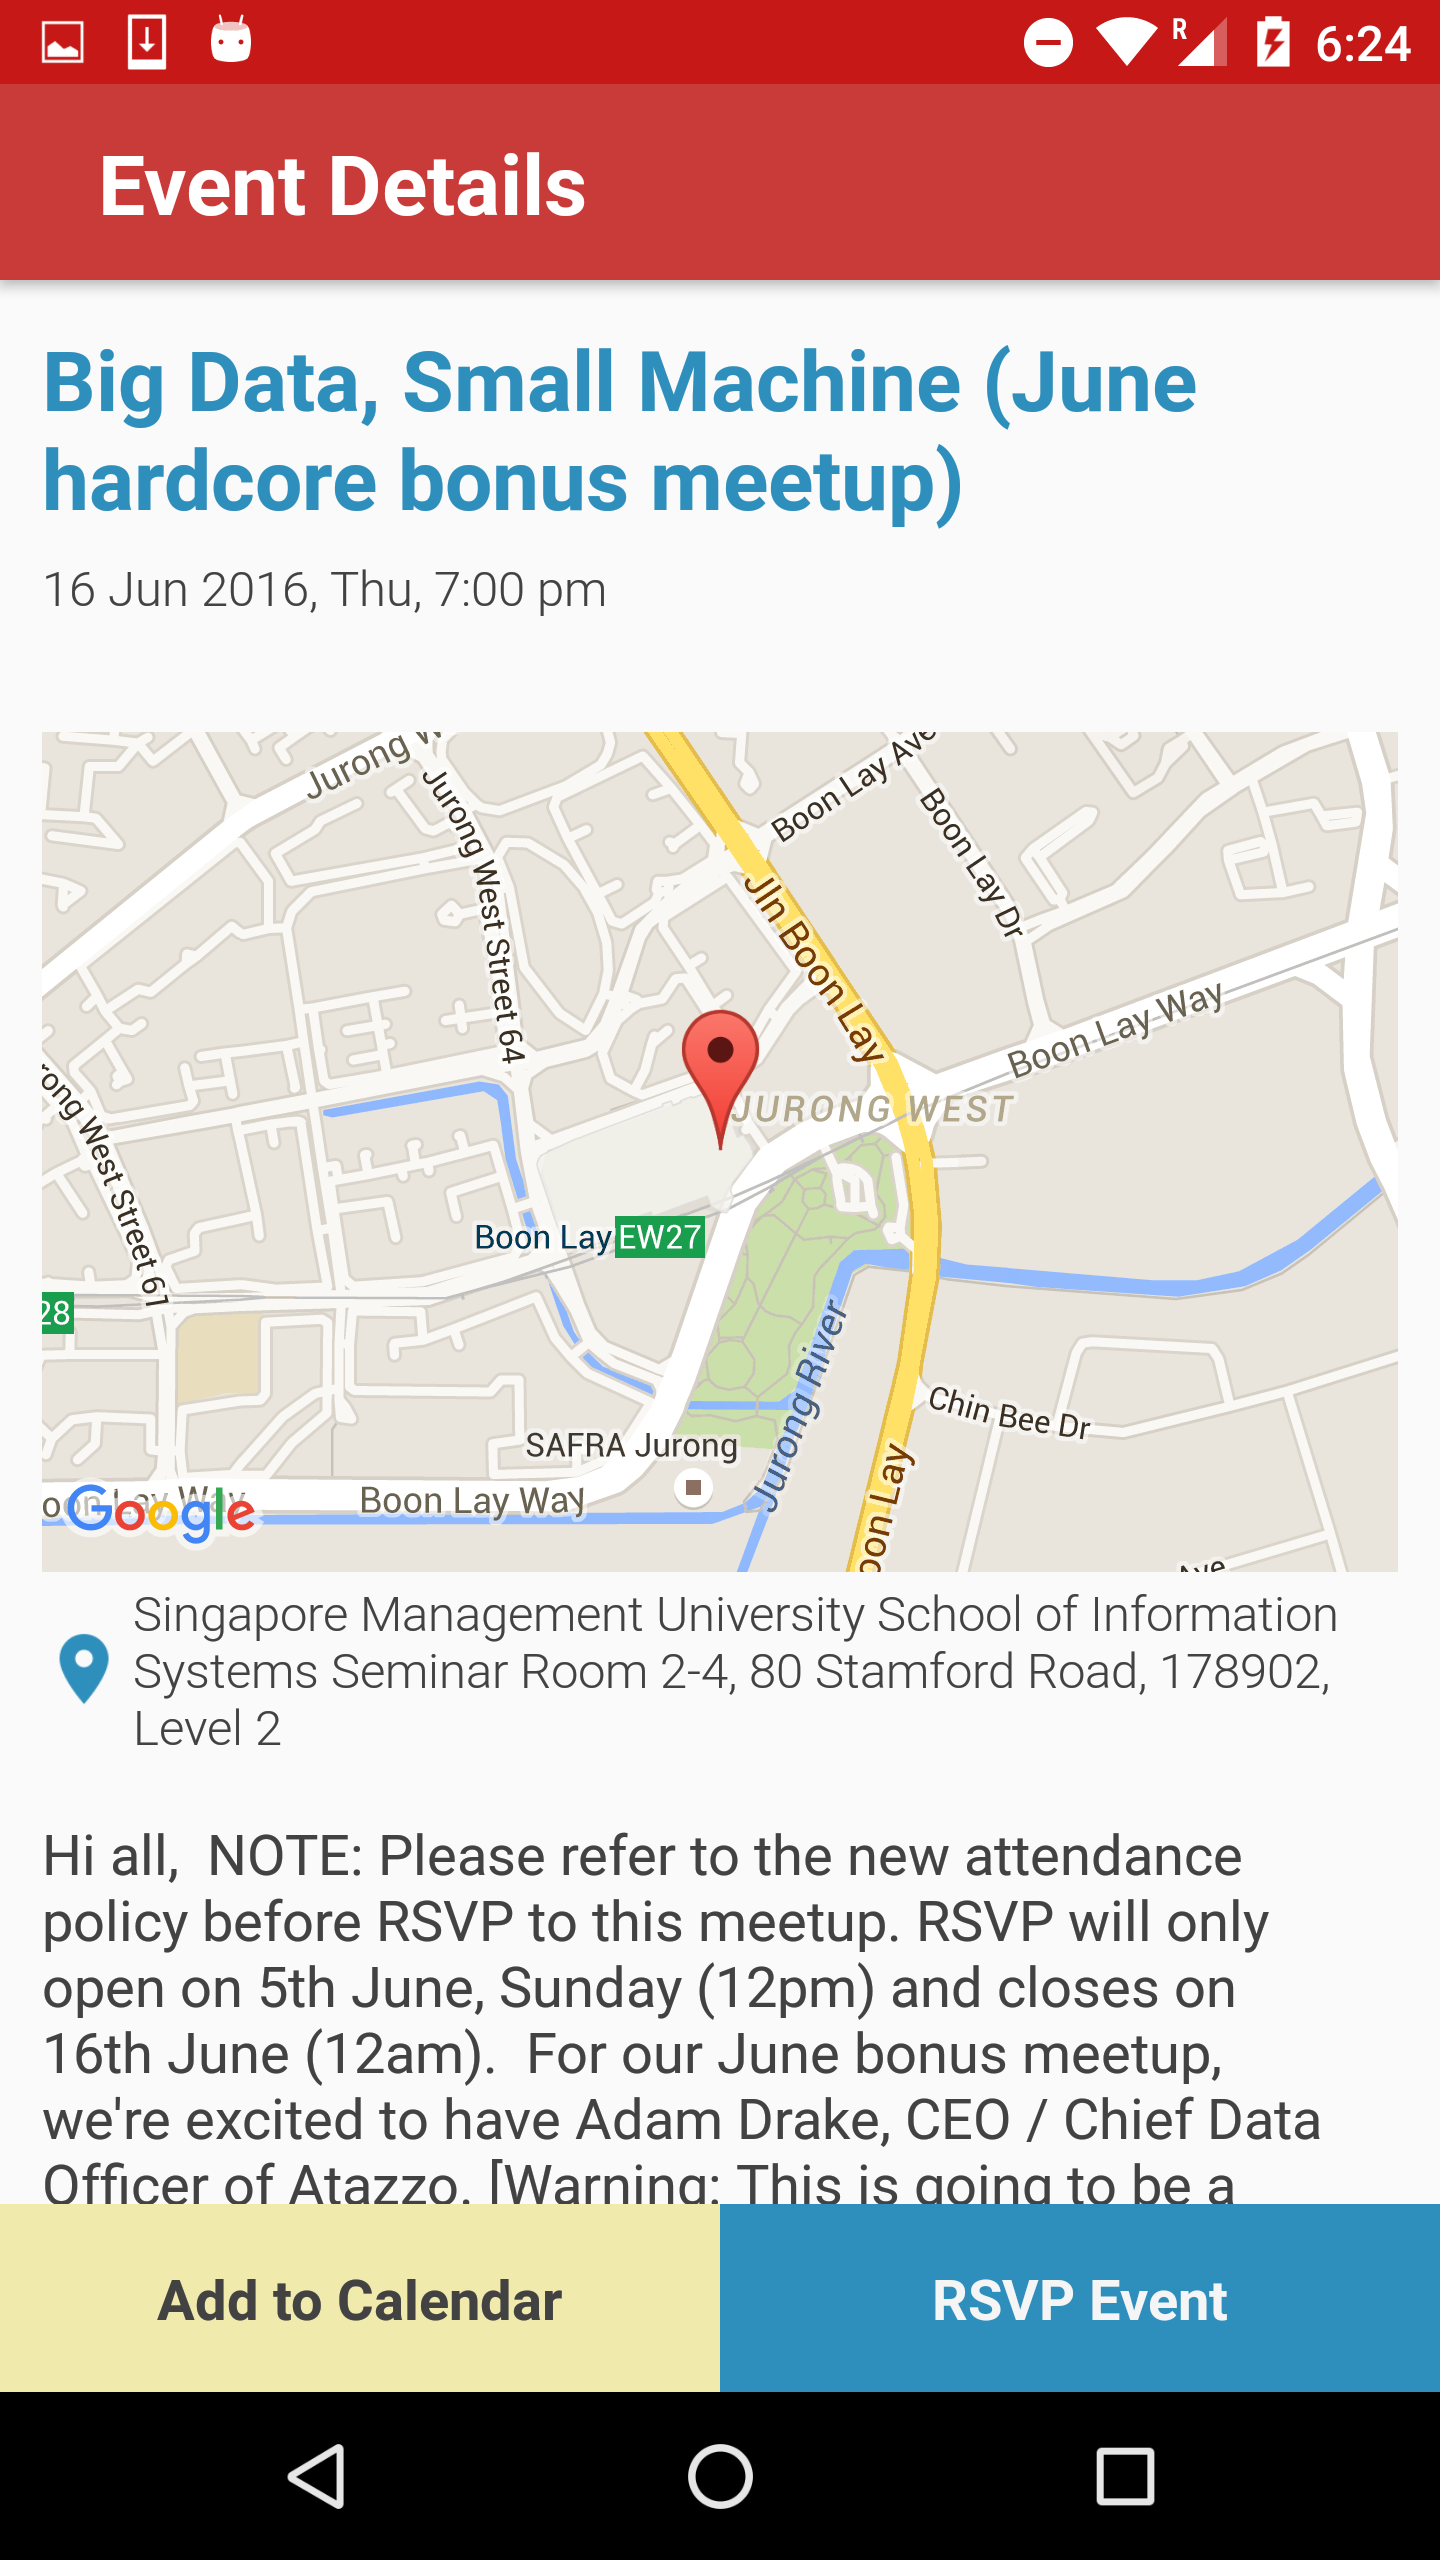 R 6:24
Event Details
Big Data, Small Machine (June
hardcore bonus meetup)
16 Jun 2016, Thu, 7:00 pm
Jurong W
Boon Lay Ave
Jurong West Street 64
Boon Lay Dr
Jln Boon Lay
Boon Lay Way
rong West Street 61
JURONG WEST
Boon Lay EW27
28
Jurong River
Chin Bee Dr
SAFRA Jurong
oon Lay Way
Google
Boon Lay Way
oon Lay
Ave
Singapore Management University School of Information
Systems Seminar Room 2-4, 80 Stamford Road, 178902,
Level 2
Hi all,  NOTE: Please refer to the new attendance
policy before RSVP to this meetup. RSVP will only
open on 5th June, Sunday (12pm) and closes on
16th June (12am).  For our June bonus meetup,
we're excited to have Adam Drake, CEO / Chief Data
Officer of Atazzo. [Warning: This is going to be a
Add to Calendar
RSVP Event